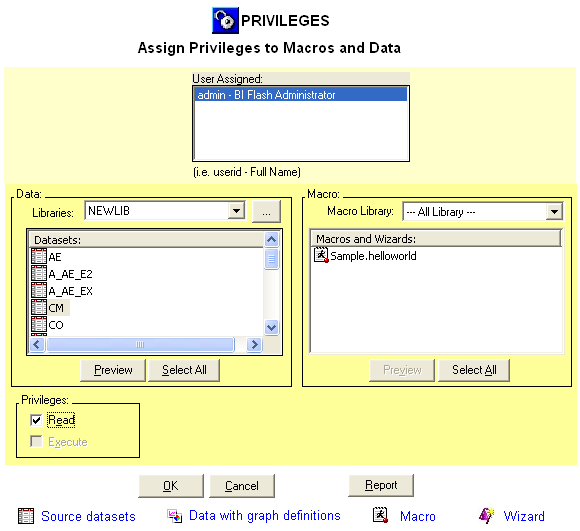 PRIVILEGES
Assign Privileges to Macros and Data
User Assigned:
admin - BI Flash Administrator
(i.e. userid - Full Name)
Data:
Libraries: NEWLIB ...
Datasets:
AE
A_AE_E2
A_AE_EX
CM
CO
Preview Select All
Macro:
Macro Library: --- All Library ---
Macros and Wizards:
Sample.helloworld
Preview Select All
Privileges:
Read
Execute
OK Cancel Report
Source datasets Data with graph definitions Macro Wizard